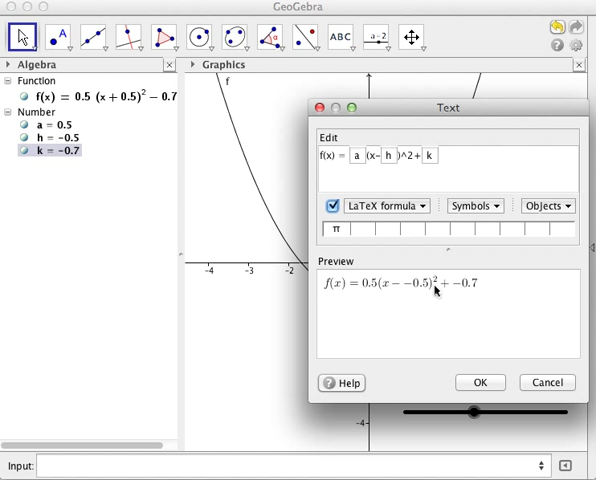 GeoGebra
ABC
a=2
Algebra
Graphics
Function
f(x) = 0.5 (x + 0.5)² − 0.7
Number
a = 0.5
h = −0.5
k = −0.7
f
−4 −3 −2
−4
Text
Edit
f(x) = a (x- h )^2+ k
LaTeX formula
Symbols
Objects
π
Preview
f(x) = 0.5(x − −0.5)² + −0.7
? Help
OK
Cancel
Input: